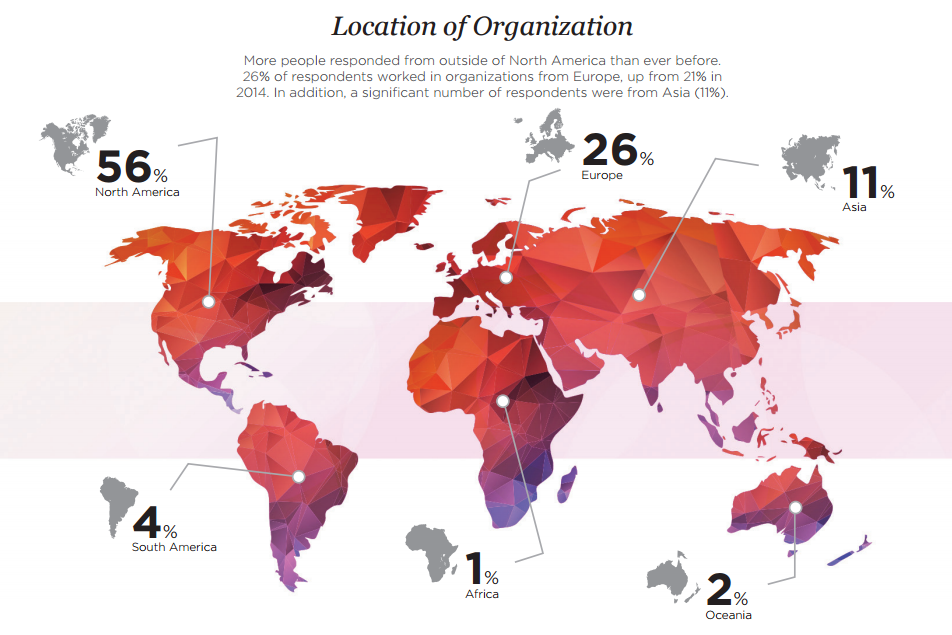 Location of Organization
More people responded from outside of North America than ever before.
26% of respondents worked in organizations from Europe, up from 21% in
2014. In addition, a significant number of respondents were from Asia (11%).
56%
North America
26%
Europe
11%
Asia
4%
South America
1%
Africa
2%
Oceania